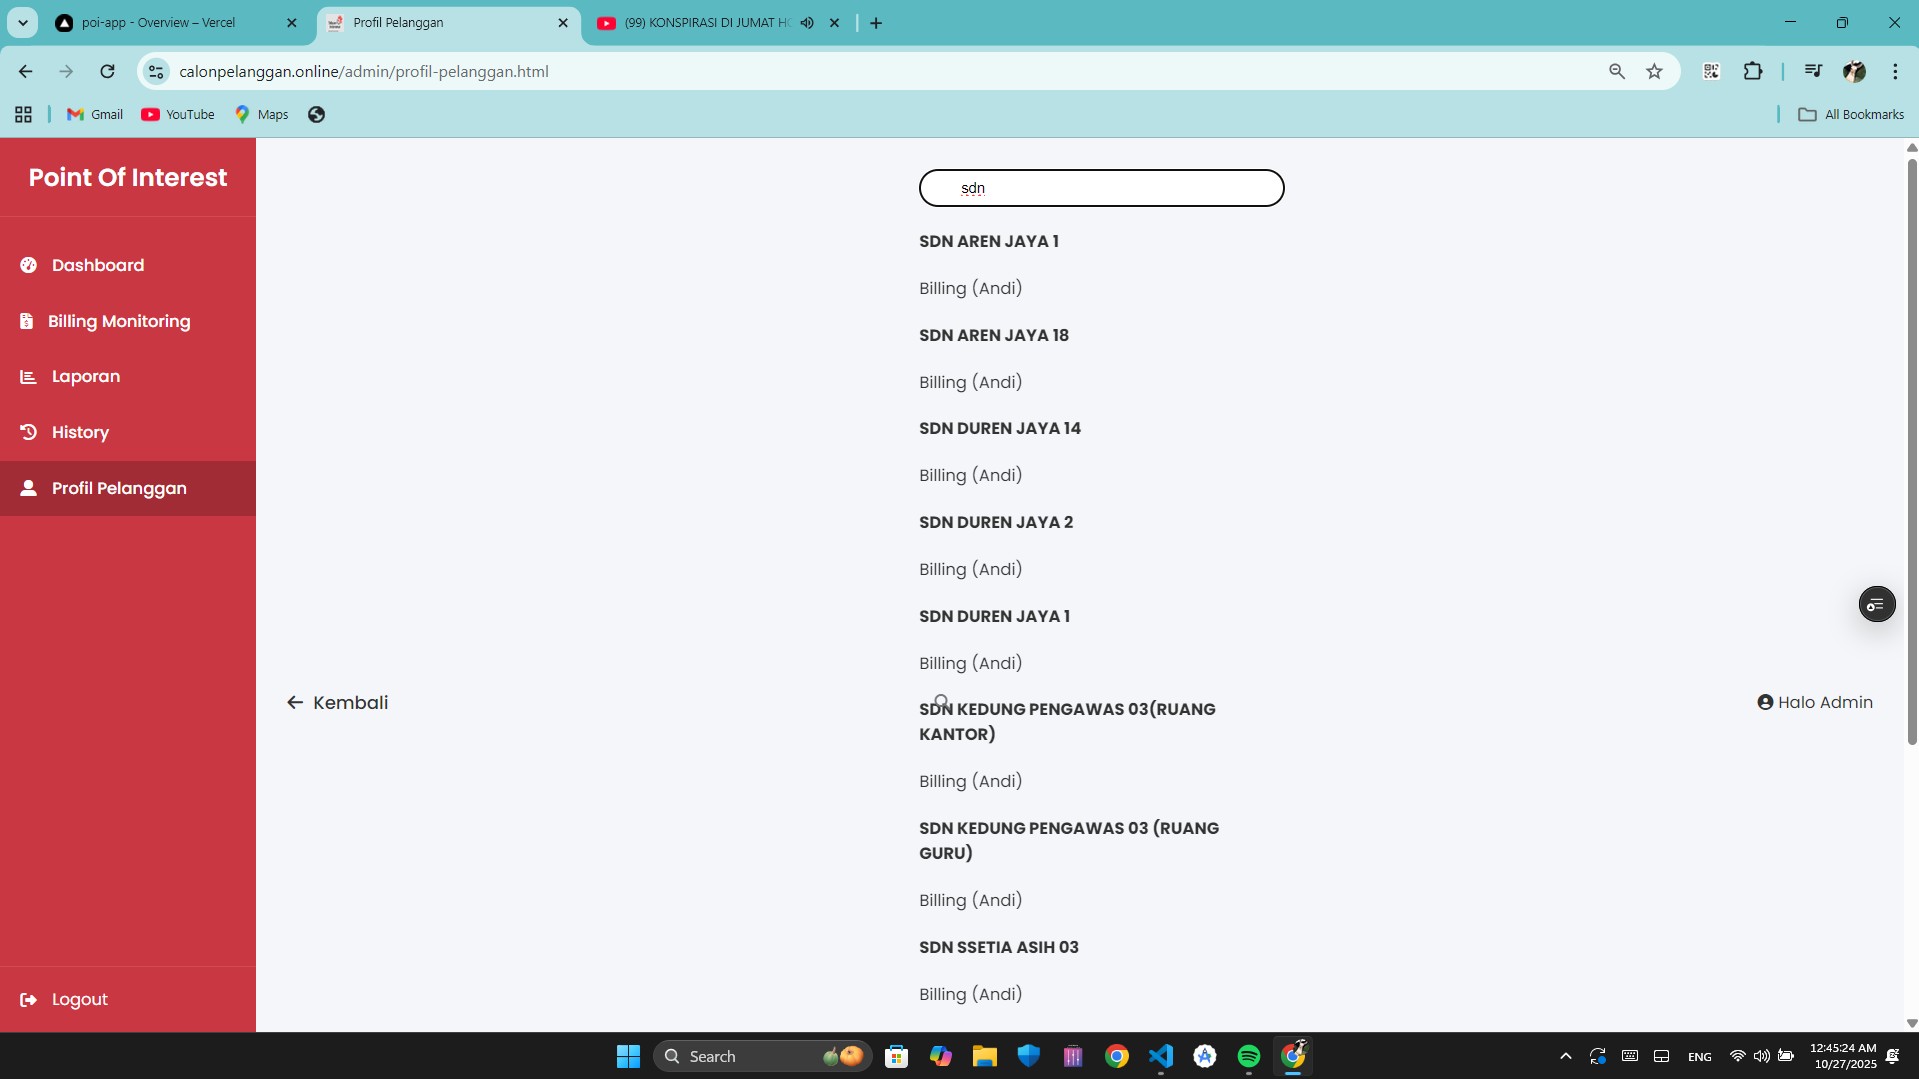 poi-app - Overview – Vercel
Profil Pelanggan
(99) KONSPIRASI DI JUMAT
calonpelanggan.online/admin/profil-pelanggan.html
Gmail
YouTube
Maps
All Bookmarks
Point Of Interest
Dashboard
Billing Monitoring
Laporan
History
Profil Pelanggan
Logout
sdn
SDN AREN JAYA 1
Billing (Andi)
SDN AREN JAYA 18
Billing (Andi)
SDN DUREN JAYA 14
Billing (Andi)
SDN DUREN JAYA 2
Billing (Andi)
SDN DUREN JAYA 1
Billing (Andi)
Kembali
SDN KEDUNG PENGAWAS 03(RUANG
KANTOR)
Halo Admin
Billing (Andi)
SDN KEDUNG PENGAWAS 03 (RUANG
GURU)
Billing (Andi)
SDN SSETIA ASIH 03
Billing (Andi)
Search
ENG
12:45:24 AM
10/27/2025